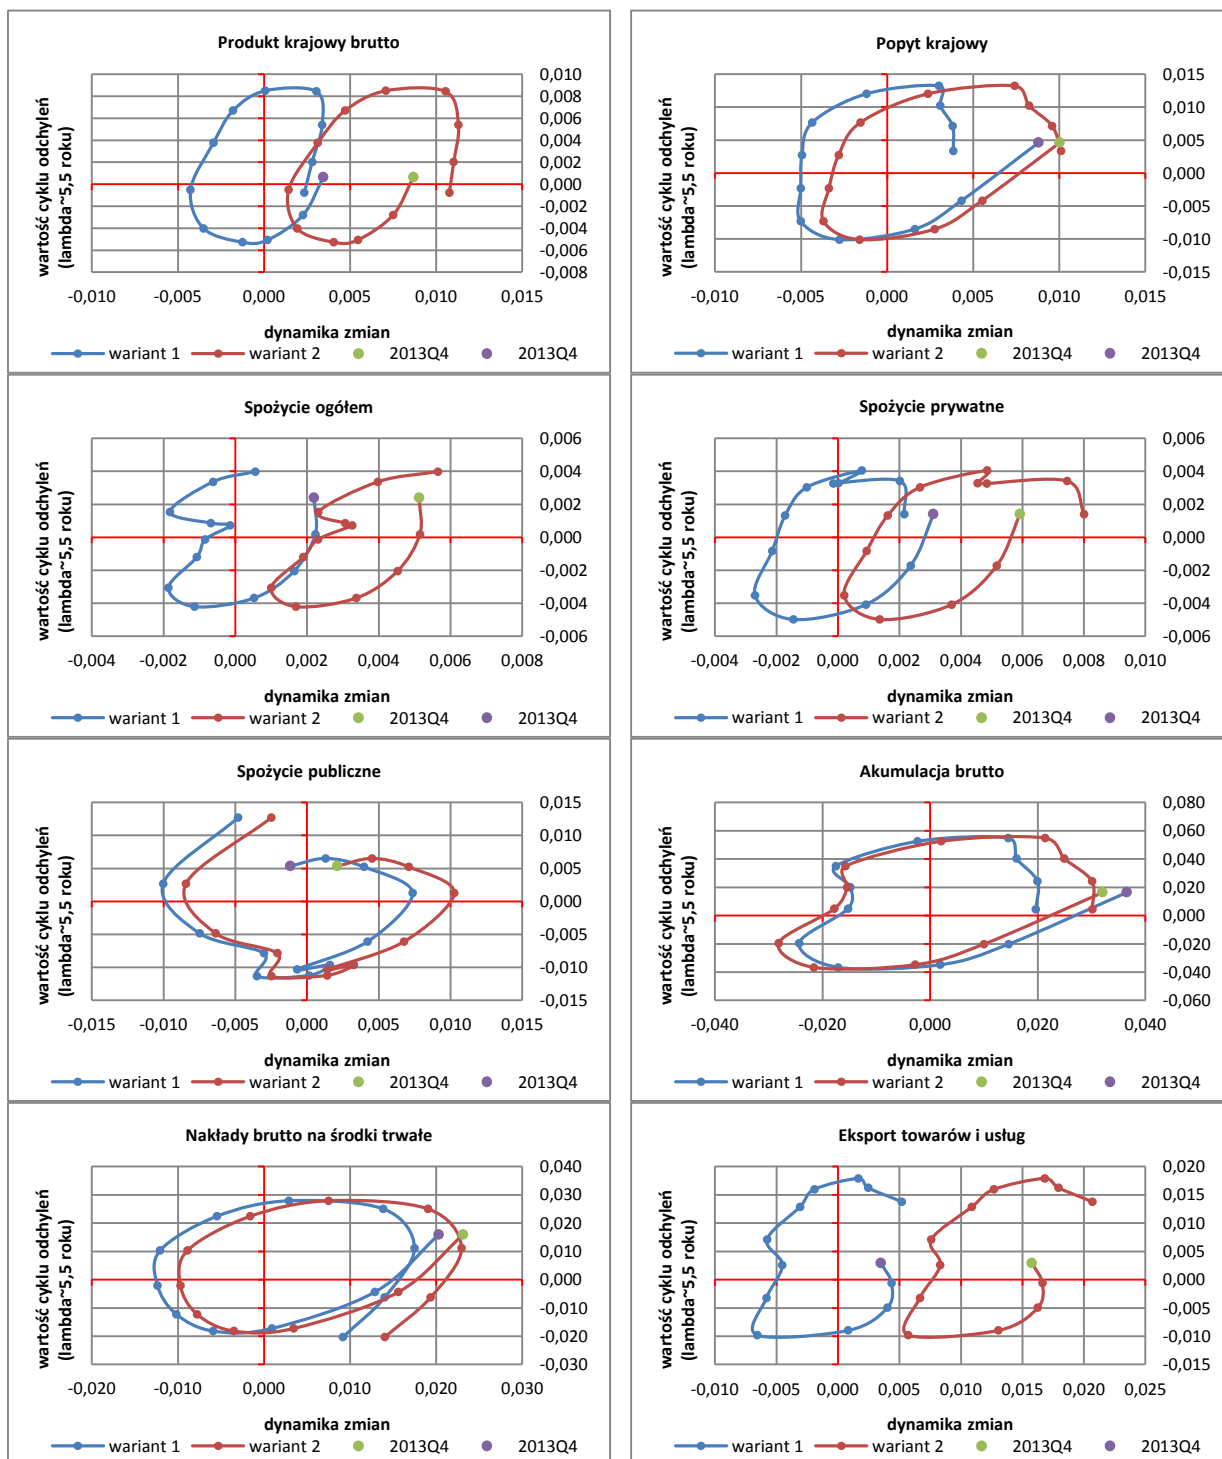 Produkt krajowy brutto
wartość cyklu odchyleń
(lambda~5,5 roku)
0,010
0,008
0,006
0,004
0,002
0,000
-0,002
-0,004
-0,006
-0,008
-0,010 -0,005 0,000 0,005 0,010 0,015
dynamika zmian
wariant 1 wariant 2 2013Q4 2013Q4
Popyt krajowy
wartość cyklu odchyleń
(lambda~5,5 roku)
0,015
0,010
0,005
0,000
-0,005
-0,010
-0,015
-0,010 -0,005 0,000 0,005 0,010 0,015
dynamika zmian
wariant 1 wariant 2 2013Q4 2013Q4
Spożycie ogółem
wartość cyklu odchyleń
(lambda~5,5 roku)
0,006
0,004
0,002
0,000
-0,002
-0,004
-0,006
-0,004 -0,002 0,000 0,002 0,004 0,006 0,008
dynamika zmian
wariant 1 wariant 2 2013Q4 2013Q4
Spożycie prywatne
wartość cyklu odchyleń
(lambda~5,5 roku)
0,006
0,004
0,002
0,000
-0,002
-0,004
-0,006
-0,004 -0,002 0,000 0,002 0,004 0,006 0,008 0,010
dynamika zmian
wariant 1 wariant 2 2013Q4 2013Q4
Spożycie publiczne
wartość cyklu odchyleń
(lambda~5,5 roku)
0,015
0,010
0,005
0,000
-0,005
-0,010
-0,015
-0,015 -0,010 -0,005 0,000 0,005 0,010 0,015
dynamika zmian
wariant 1 wariant 2 2013Q4 2013Q4
Akumulacja brutto
wartość cyklu odchyleń
(lambda~5,5 roku)
0,080
0,060
0,040
0,020
0,000
-0,020
-0,040
-0,060
-0,040 -0,020 0,000 0,020 0,040
dynamika zmian
wariant 1 wariant 2 2013Q4 2013Q4
Nakłady brutto na środki trwałe
wartość cyklu odchyleń
(lambda~5,5 roku)
0,040
0,030
0,020
0,010
0,000
-0,010
-0,020
-0,030
-0,020 -0,010 0,000 0,010 0,020 0,030
dynamika zmian
wariant 1 wariant 2 2013Q4 2013Q4
Eksport towarów i usług
wartość cyklu odchyleń
(lambda~5,5 roku)
0,020
0,015
0,010
0,005
0,000
-0,005
-0,010
-0,015
-0,010 -0,005 0,000 0,005 0,010 0,015 0,020 0,025
dynamika zmian
wariant 1 wariant 2 2013Q4 2013Q4